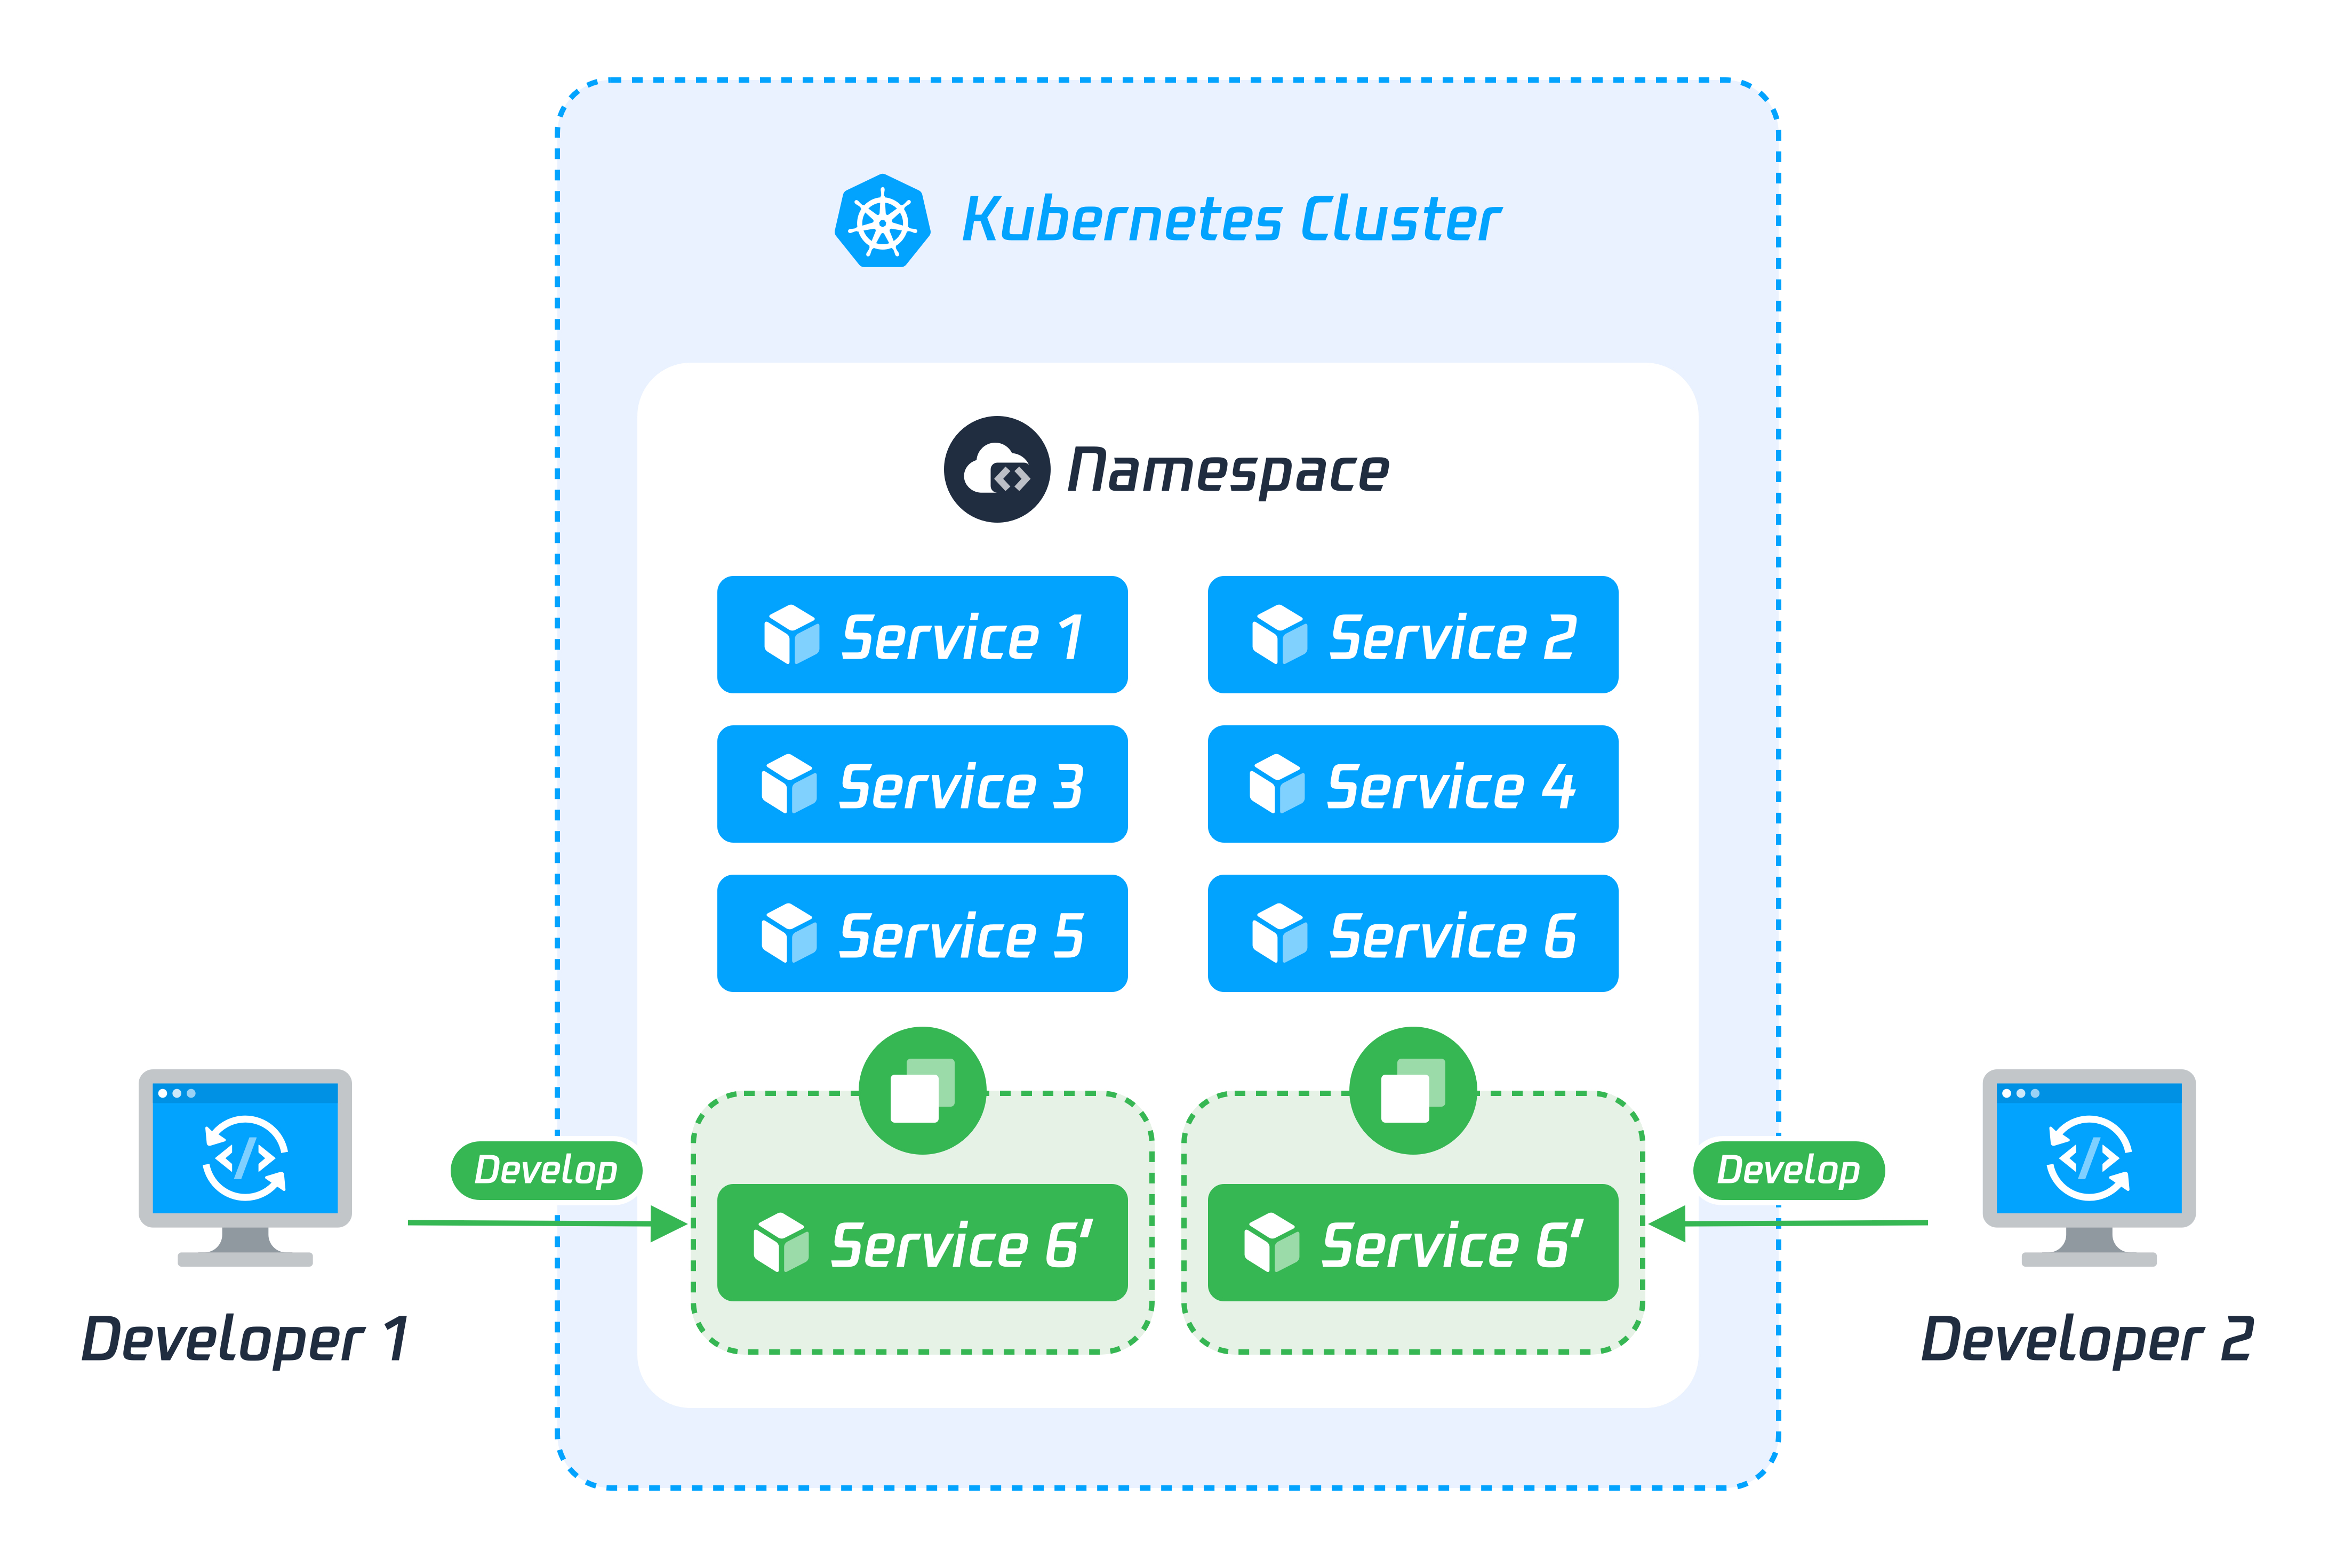 Kubernetes Cluster
Namespace
Service 1
Service 2
Service 3
Service 4
Service 5
Service 6
Develop
Develop
Service 6'
Service 6'
Developer 1
Developer 2